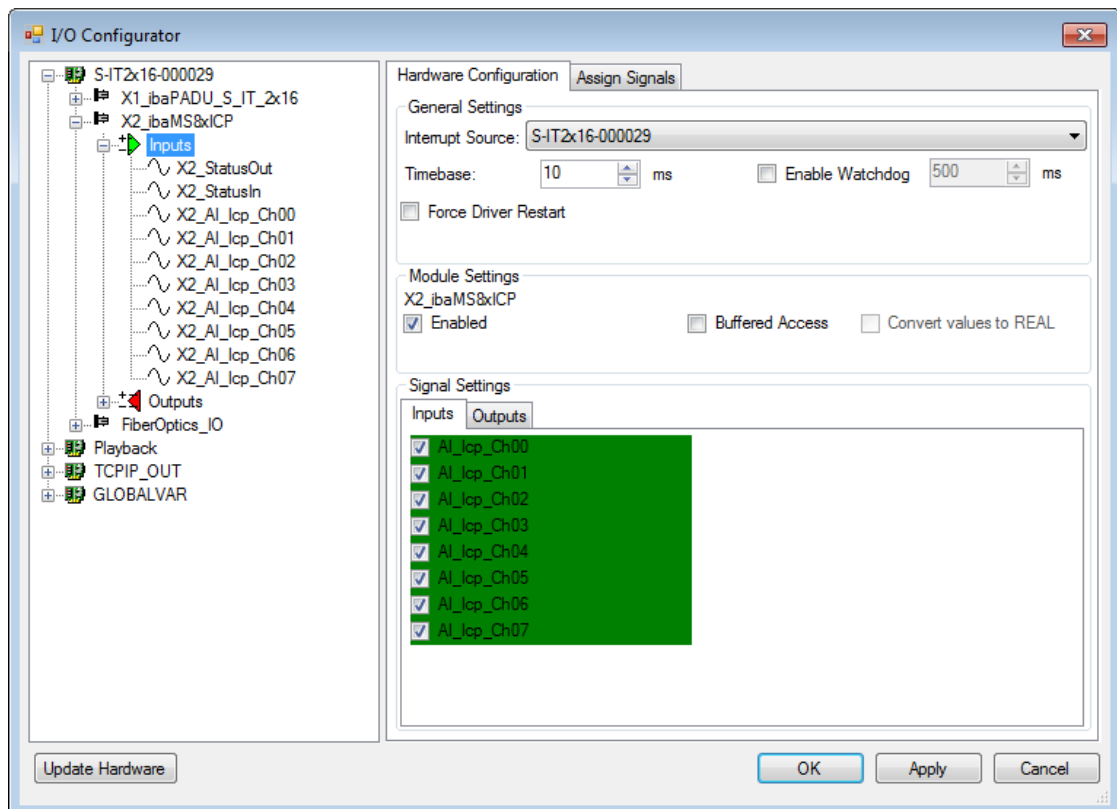 I/O Configurator
S-IT2x16-000029
X1_ibaPADU_S_IT_2x16
X2_ibaMS8xICP
Inputs
X2_StatusOut
X2_StatusIn
X2_AI_Icp_Ch00
X2_AI_Icp_Ch01
X2_AI_Icp_Ch02
X2_AI_Icp_Ch03
X2_AI_Icp_Ch04
X2_AI_Icp_Ch05
X2_AI_Icp_Ch06
X2_AI_Icp_Ch07
Outputs
FiberOptics_IO
Playback
TCPIP_OUT
GLOBALVAR
Hardware Configuration Assign Signals
General Settings
Interrupt Source: S-IT2x16-000029
Timebase: 10 ms Enable Watchdog 500 ms
Force Driver Restart
Module Settings
X2_ibaMS8xICP
Enabled Buffered Access Convert values to REAL
Signal Settings
Inputs Outputs
AI_Icp_Ch00
AI_Icp_Ch01
AI_Icp_Ch02
AI_Icp_Ch03
AI_Icp_Ch04
AI_Icp_Ch05
AI_Icp_Ch06
AI_Icp_Ch07
Update Hardware OK Apply Cancel